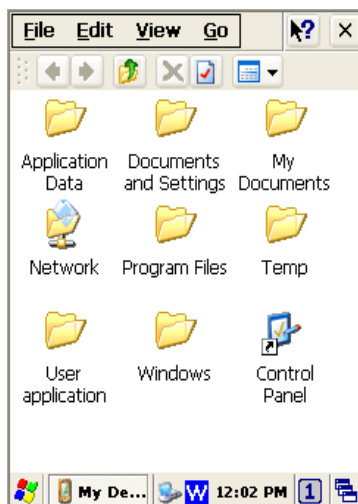 File Edit View Go ?
Application Data Documents and Settings My Documents
Network Program Files Temp
User application Windows Control Panel
My De... W 12:02 PM 1